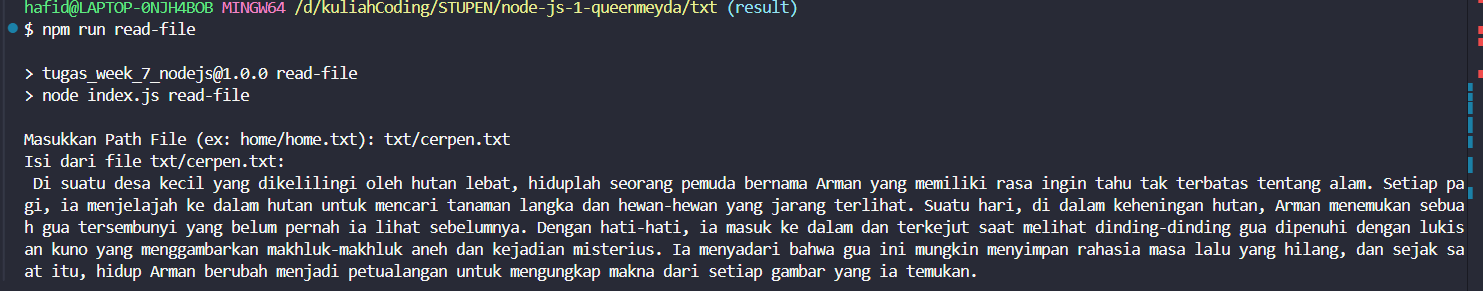 hafid@LAPTOP-0NJH4BOB MINGW64 /d/kuliahCoding/STUPEN/node-js-1-queenmeyda/txt (result)
$ npm run read-file
> tugas_week_7_nodejs@1.0.0 read-file
> node index.js read-file
Masukkan Path File (ex: home/home.txt): txt/cerpen.txt
Isi dari file txt/cerpen.txt:
Di suatu desa kecil yang dikelilingi oleh hutan lebat, hiduplah seorang pemuda bernama Arman yang memiliki rasa ingin tahu tak terbatas tentang alam. Setiap pa
gi, ia menjelajah ke dalam hutan untuk mencari tanaman langka dan hewan-hewan yang jarang terlihat. Suatu hari, di dalam keheningan hutan, Arman menemukan sebua
h gua tersembunyi yang belum pernah ia lihat sebelumnya. Dengan hati-hati, ia masuk ke dalam dan terkejut saat melihat dinding-dinding gua dipenuhi dengan lukis
an kuno yang menggambarkan makhluk-makhluk aneh dan kejadian misterius. Ia menyadari bahwa gua ini mungkin menyimpan rahasia masa lalu yang hilang, dan sejak sa
at itu, hidup Arman berubah menjadi petualangan untuk mengungkap makna dari setiap gambar yang ia temukan.